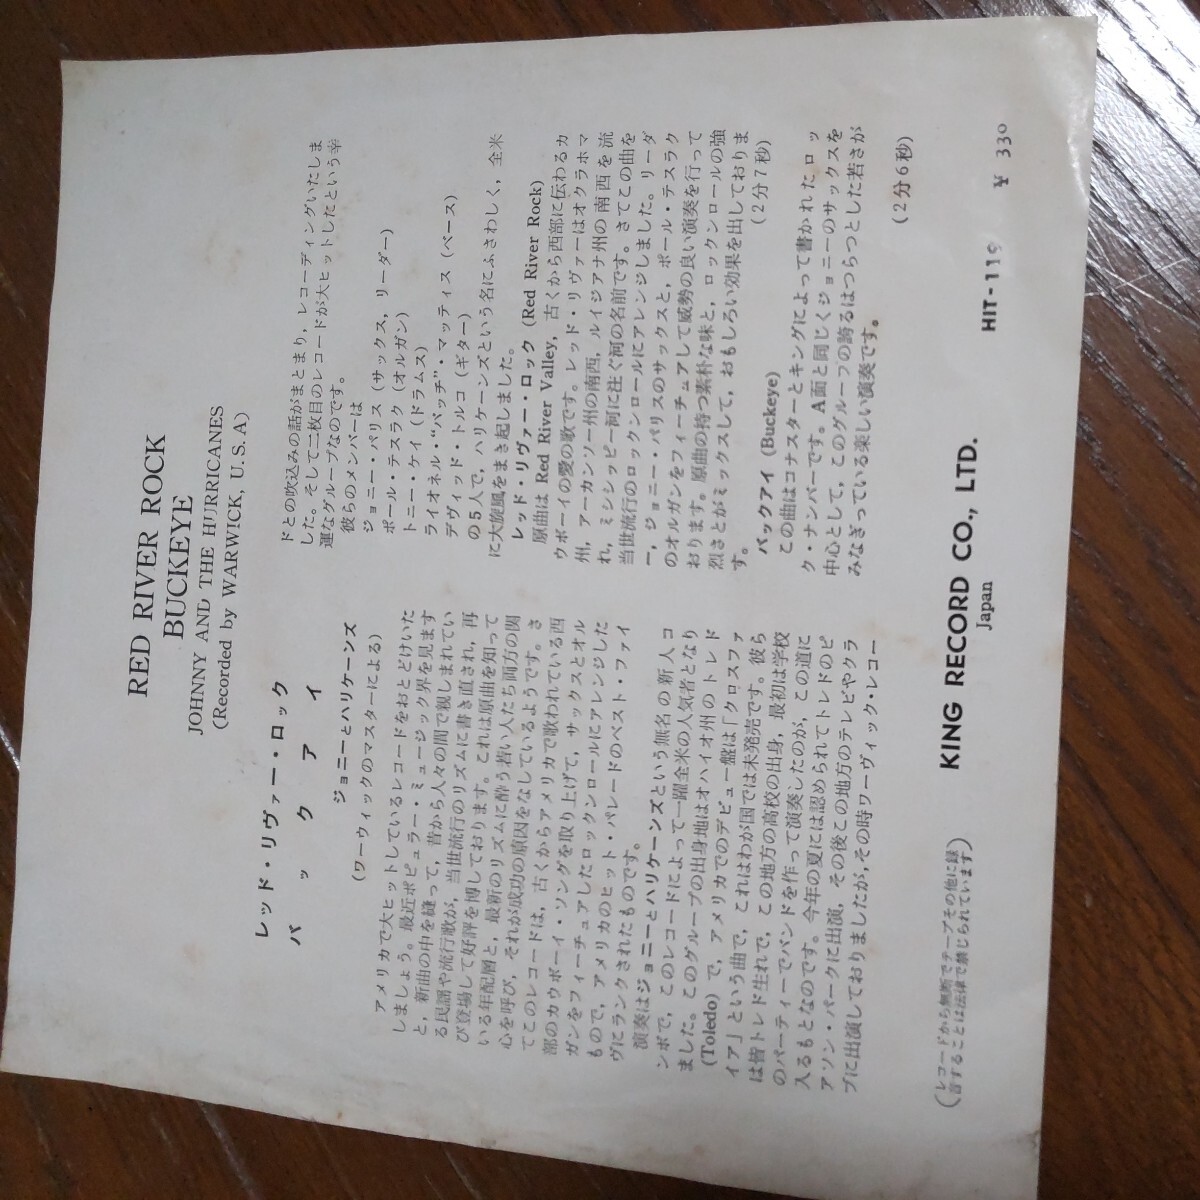 RED RIVER ROCK
BUCKEYE
JOHNNY AND THE HURRICANES
(Recorded by WARWICK, U.S.A)
レッド・リヴァー・ロック
バックアイ
ジョニーとハリケーンズ
(ワーウィックのマスターによる)
アメリカで大ヒットしているレコードをおとどけいた
しましょう。最近ポピュラー・ミュージック界を見ます
と、新曲の中を縫って、昔から人々の間で親しまれてい
る民謡や流行歌が、当世流行のリズムに書き直され、再
び登場して好評を博しております。これは原曲を知って
いる年配層と、最新のリズムに酔う若い人たち両方の関
心を呼び、それが成功の原因をなしているようです。さ
てこのレコードは、古くからアメリカで歌われている西
部のカウボーイ・ソングを取り上げて、サックスとオル
ガンをフィーチュアしたロックンロールにアレンジした
もので、アメリカのヒット・パレードのベスト・ファイ
ヴにランクされたものです。
演奏はジョニーとハリケーンズという無名の新人コ
ンボで、このレコードによって一躍全米の人気者となり
ました。このグループの出身地はオハイオ州のトレド
(Toledo) で、アメリカでのデビュー盤は「クロスファ
イア」という曲で、これはわが国では未発売です。彼ら
は皆トレド生れで、この地方の高校の出身、最初は学校
のパーティーでバンドを作って演奏したのが、この道に
入るもとなのです。今年の夏には認められてトレドのピ
アソン・パークに出演、その後この地方のテレビやクラ
ブに出演しておりましたが、その時ワーヴィック・レコー
ドとの吹込みの話がまとまり、レコーディングいたしま
した。そして二枚目のレコードが大ヒットしたという幸
運なグループなのです。
彼らのメンバーは
ジョニー・パリス (サックス, リーダー)
ポール・テスラク (オルガン)
トニー・ケイ (ドラムス)
ライオネル・"バッヂ"・マッティス (ベース)
デヴィッド・トルコ (ギター)
の5人で、ハリケーンズという名にふさわしく、全米
に大旋風をまき起しました。
レッド・リヴァー・ロック (Red River Rock)
原曲は Red River Valley, 古くから西部に伝わるカ
ウボーイの愛の歌です。レッド・リヴァーはオクラホマ
州、アーカンソー州の南西、ルイジアナ州の南西を流
れ、ミシシッピー河に注ぐ河の名前です。さてこの曲を
当世流行のロックンロールにアレンジしました。リーダ
ー、ジョニー・パリスのサックスと、ポール・テスラク
のオルガンをフィーチュアして威勢の良い演奏を行って
おります。原曲の持つ素朴な味と、ロックンロールの強
烈さとがミックスして、おもしろい効果を出しておりま
す。 (2分7秒)
バックアイ (Buckeye)
この曲はコナスターとキングによって書かれたロッ
ク・ナンバーです。A面と同じくジョニーのサックスを
中心として、このグループの誇るはつらつとした若さが
みなぎっている楽しい演奏です。
(2分6秒)
(レコードから無断でテープその他に録
音することは法律で禁じられています)
KING RECORD CO., LTD.
Japan
HIT-119 ¥ 330